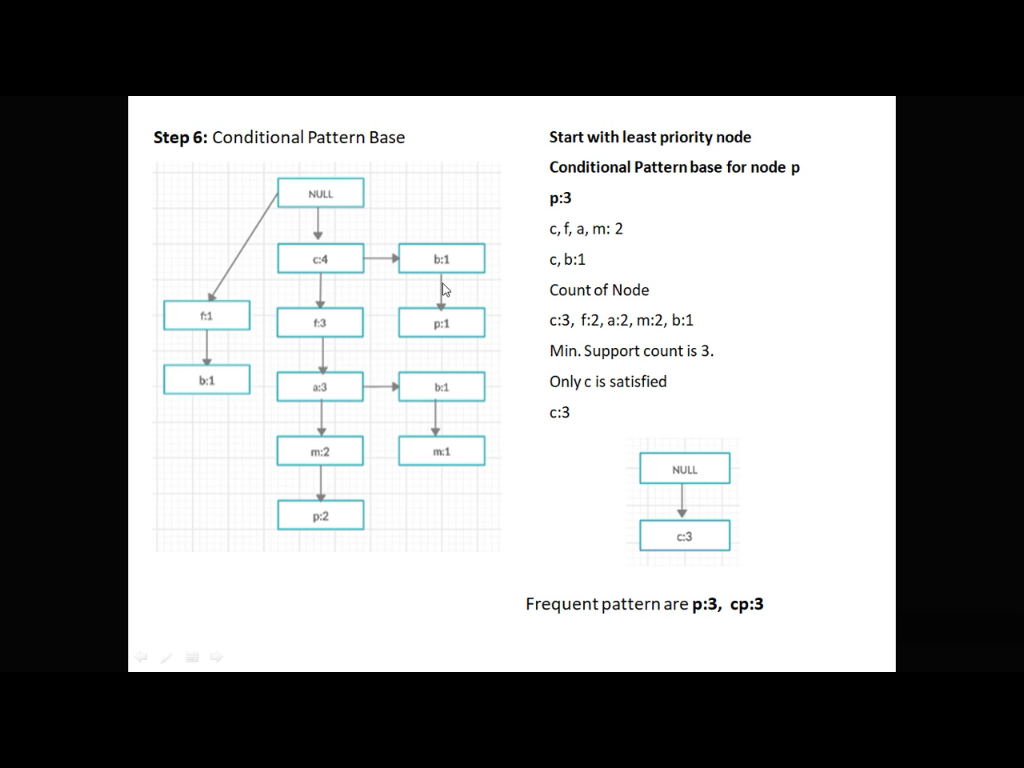 Step 6: Conditional Pattern Base
NULL
c:4
b:1
f:1
f:3
p:1
b:1
a:3
b:1
m:2
m:1
p:2
Start with least priority node
Conditional Pattern base for node p
p:3
c, f, a, m: 2
c, b:1
Count of Node
c:3, f:2, a:2, m:2, b:1
Min. Support count is 3.
Only c is satisfied
c:3
NULL
c:3
Frequent pattern are p:3, cp:3